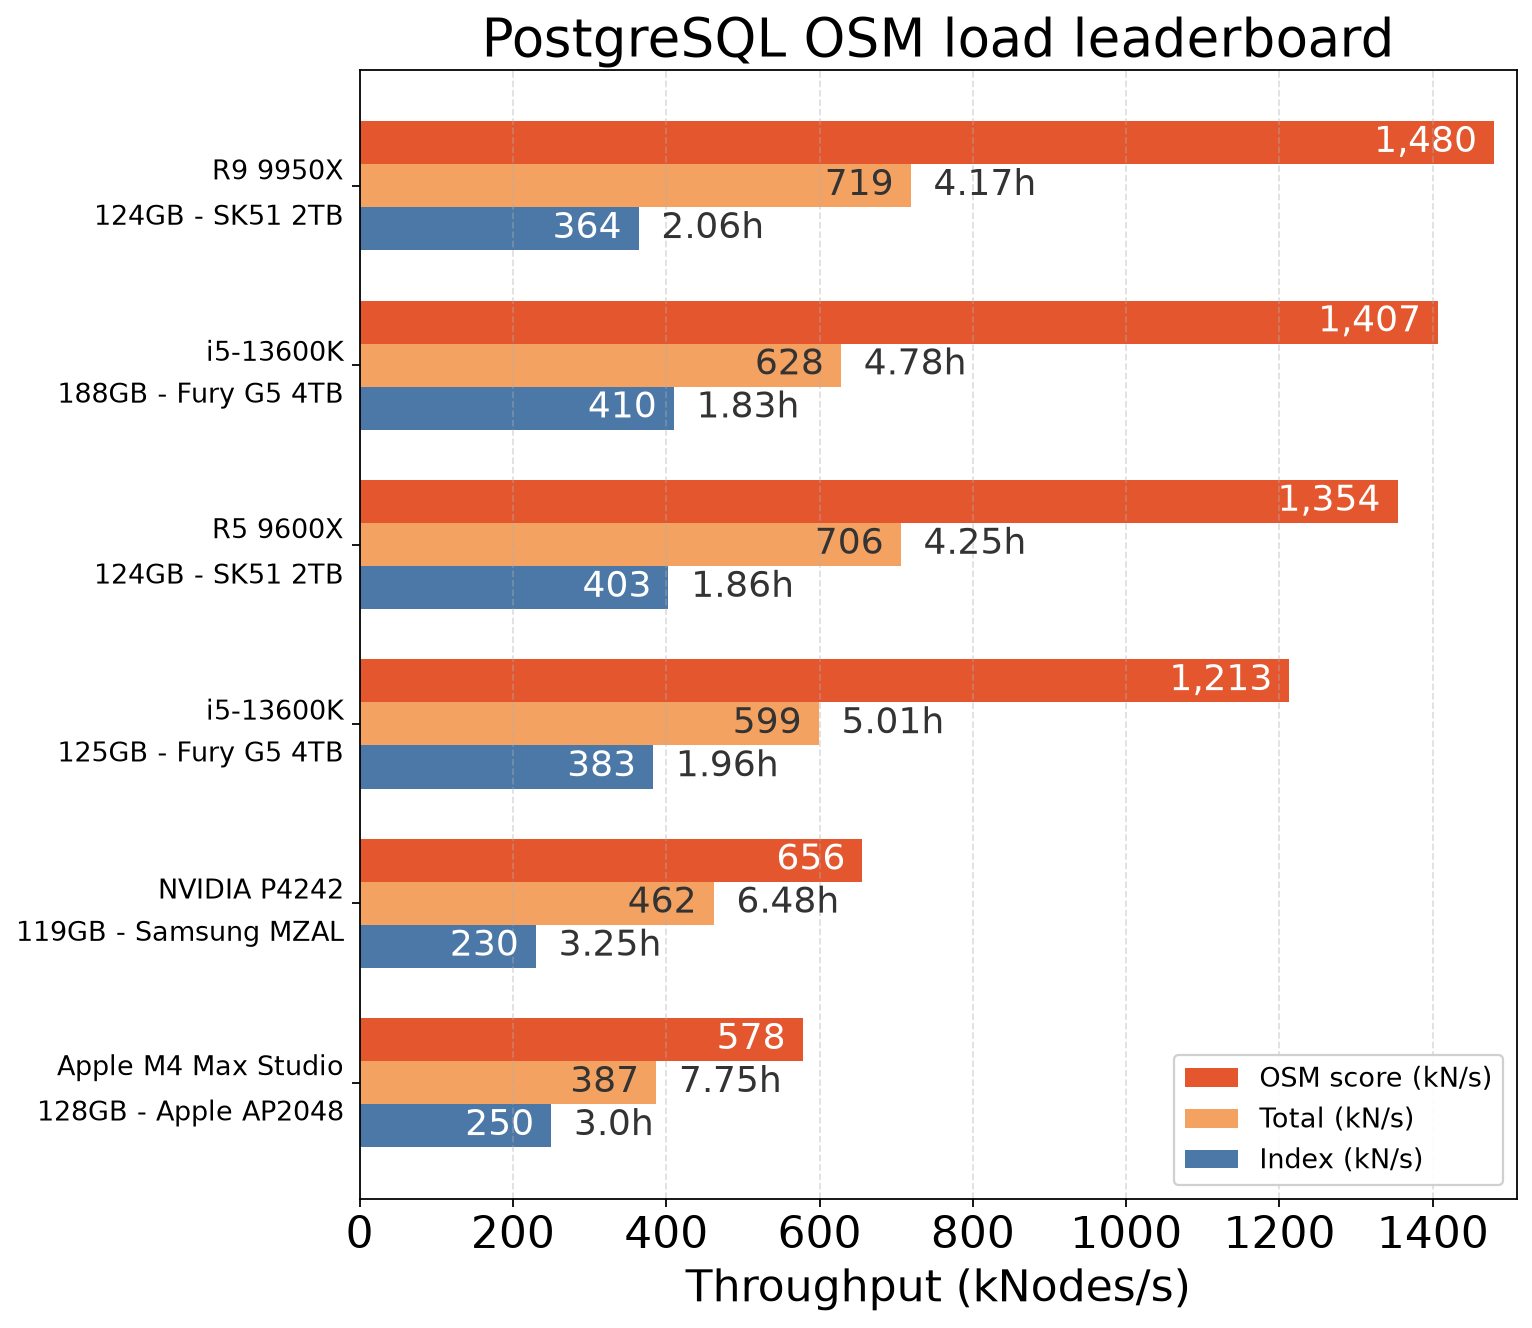 PostgreSQL OSM load leaderboard
R9 9950X
124GB - SK51 2TB
1,480
719 4.17h
364 2.06h
i5-13600K
188GB - Fury G5 4TB
1,407
628 4.78h
410 1.83h
R5 9600X
124GB - SK51 2TB
1,354
706 4.25h
403 1.86h
i5-13600K
125GB - Fury G5 4TB
1,213
599 5.01h
383 1.96h
NVIDIA P4242
119GB - Samsung MZAL
656
462 6.48h
230 3.25h
Apple M4 Max Studio
128GB - Apple AP2048
578
387 7.75h
250 3.0h
OSM score (kN/s)
Total (kN/s)
Index (kN/s)
0 200 400 600 800 1000 1200 1400
Throughput (kNodes/s)